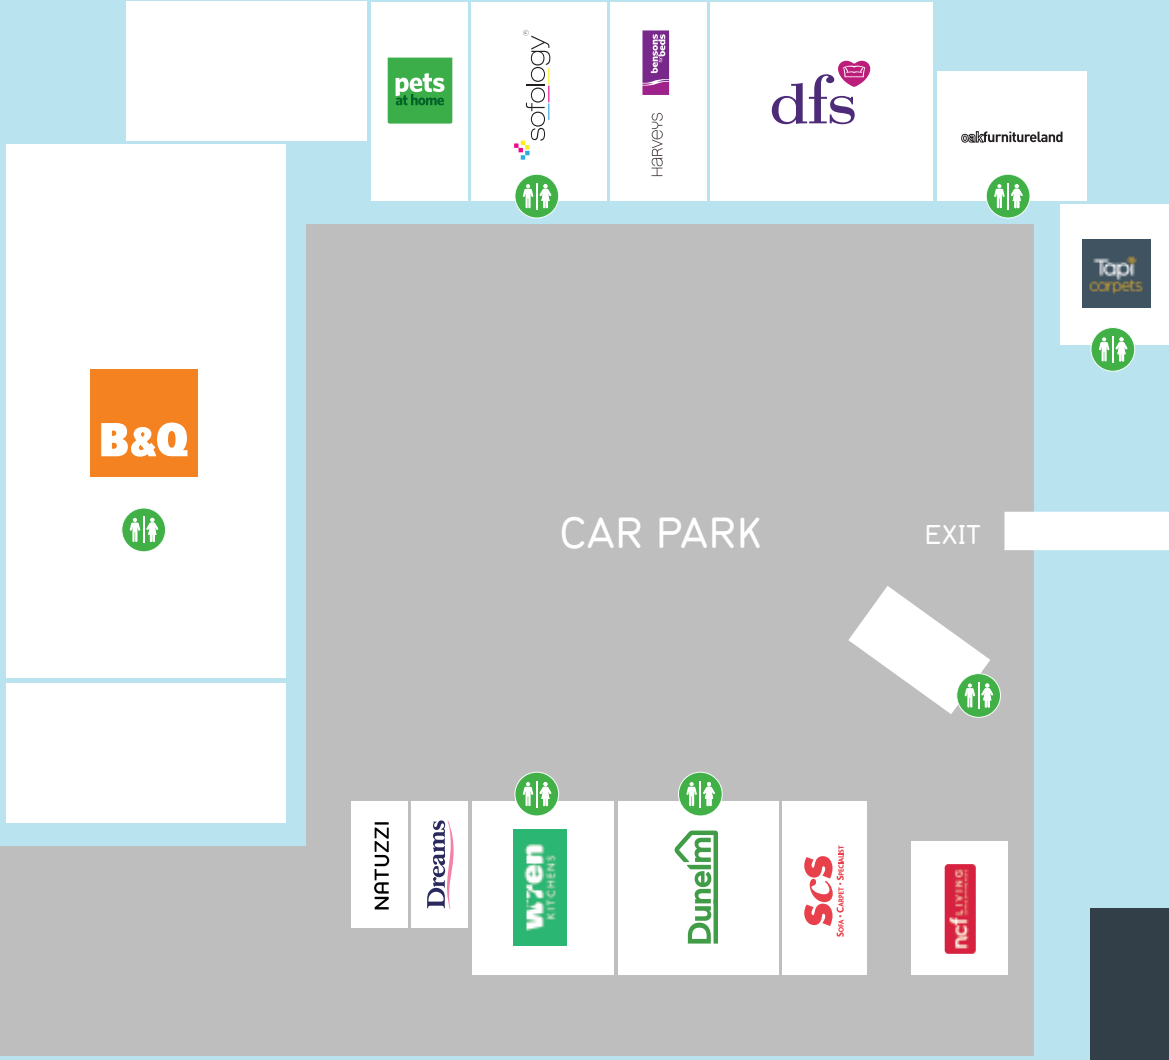 pets
at home
sofology
bensons
for beds
HARVEYS
dfs
oakfurnitureland
Tapi
carpets
B&Q
CAR PARK
EXIT
NATUZZI
Dreams
wren
KITCHENS
Dunelm
ScS
SOFA • CARPET • SPECIALIST
ncf LIVING